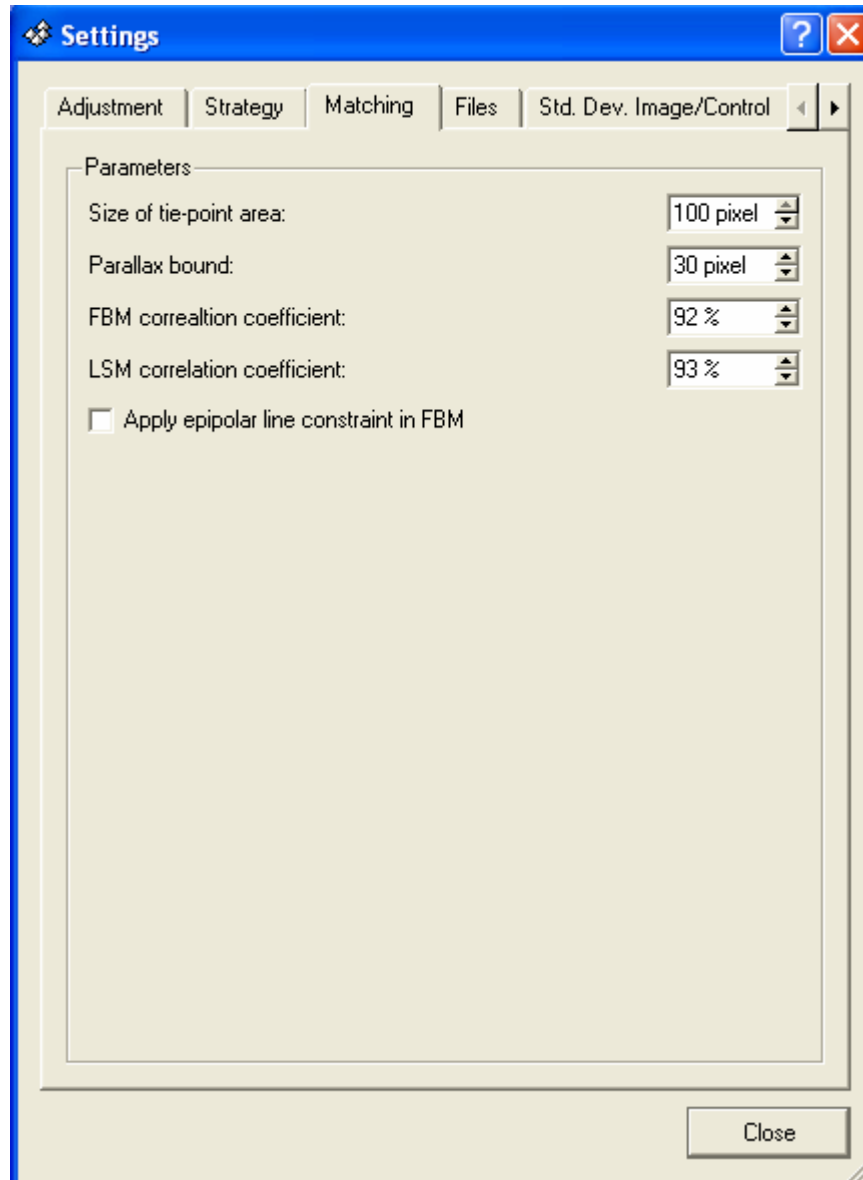 Settings
Adjustment Strategy Matching Files Std. Dev. Image/Control
Parameters
Size of tie-point area: 100 pixel
Parallax bound: 30 pixel
FBM correaltion coefficient: 92 %
LSM correlation coefficient: 93 %
Apply epipolar line constraint in FBM
Close